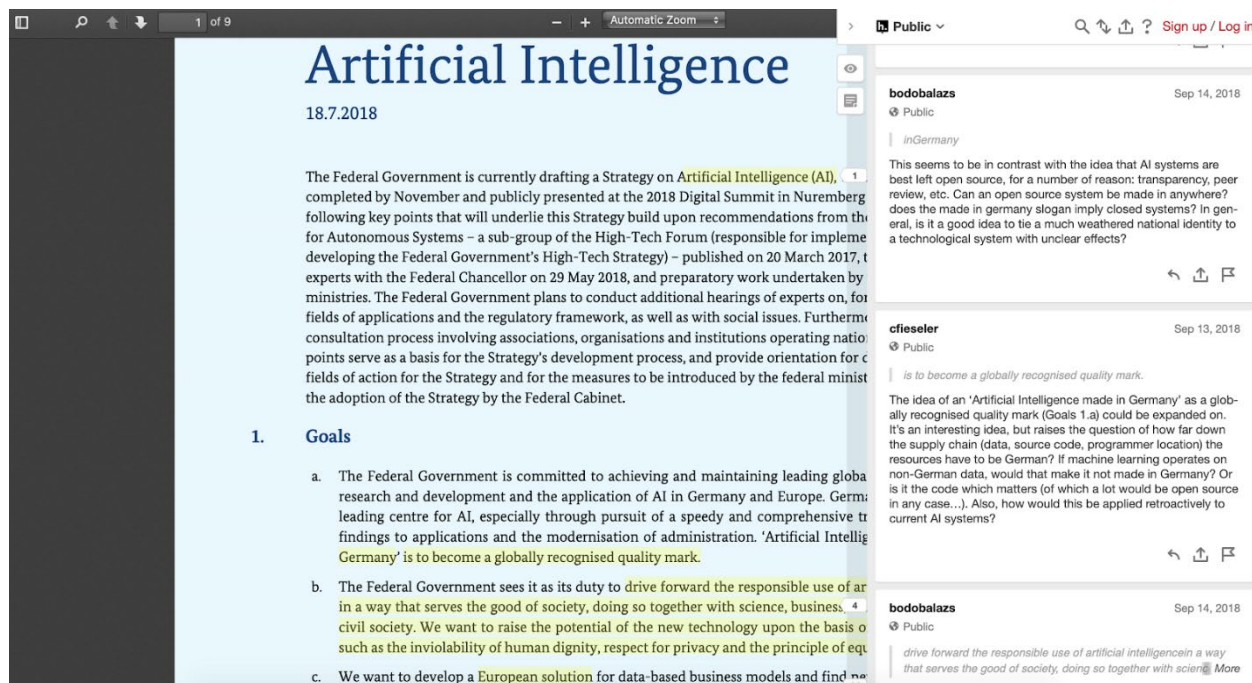 1 of 9
Automatic Zoom
Artificial Intelligence
18.7.2018
The Federal Government is currently drafting a Strategy on Artificial Intelligence (AI),
completed by November and publicly presented at the 2018 Digital Summit in Nuremberg
following key points that will underlie this Strategy build upon recommendations from the
for Autonomous Systems – a sub-group of the High-Tech Forum (responsible for impleme
developing the Federal Government's High-Tech Strategy) – published on 20 March 2017, t
experts with the Federal Chancellor on 29 May 2018, and preparatory work undertaken by
ministries. The Federal Government plans to conduct additional hearings of experts on, for
fields of applications and the regulatory framework, as well as with social issues. Furtherm
consultation process involving associations, organisations and institutions operating natio
points serve as a basis for the Strategy's development process, and provide orientation for
fields of action for the Strategy and for the measures to be introduced by the federal minist
the adoption of the Strategy by the Federal Cabinet.
1. Goals
a. The Federal Government is committed to achieving and maintaining leading globa
research and development and the application of AI in Germany and Europe. Germ
leading centre for AI, especially through pursuit of a speedy and comprehensive tr
findings to applications and the modernisation of administration. 'Artificial Intellig
Germany' is to become a globally recognised quality mark.
b. The Federal Government sees it as its duty to drive forward the responsible use of ar
in a way that serves the good of society, doing so together with science, business,
civil society. We want to raise the potential of the new technology upon the basis o
such as the inviolability of human dignity, respect for privacy and the principle of equ
c. We want to develop a European solution for data-based business models and find
1
4
h. Public
Sign up / Log in
bodobalazs Sep 14, 2018
Public
inGermany
This seems to be in contrast with the idea that AI systems are
best left open source, for a number of reason: transparency, peer
review, etc. Can an open source system be made in anywhere?
does the made in germany slogan imply closed systems? In gen-
eral, is it a good idea to tie a much weathered national identity to
a technological system with unclear effects?
cfieseler Sep 13, 2018
Public
is to become a globally recognised quality mark.
The idea of an 'Artificial Intelligence made in Germany' as a glob-
ally recognised quality mark (Goals 1.a) could be expanded on.
It's an interesting idea, but raises the question of how far down
the supply chain (data, source code, programmer location) the
resources have to be German? If machine learning operates on
non-German data, would that make it not made in Germany? Or
is it the code which matters (of which a lot would be open source
in any case...). Also, how would this be applied retroactively to
current AI systems?
bodobalazs Sep 14, 2018
Public
drive forward the responsible use of artificial intelligencein a way
that serves the good of society, doing so together with scienc More